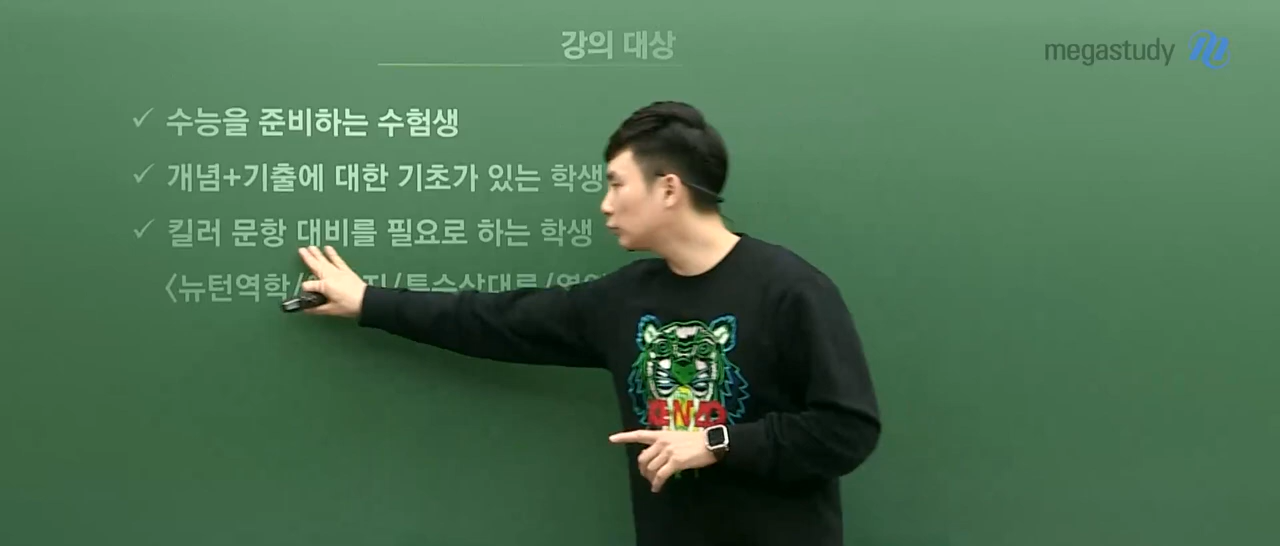 강의 대상
megastudy
수능을 준비하는 수험생
개념+기출에 대한 기초가 있는 학생
킬러 문항 대비를 필요로 하는 학생
<뉴턴역학/
KENZO